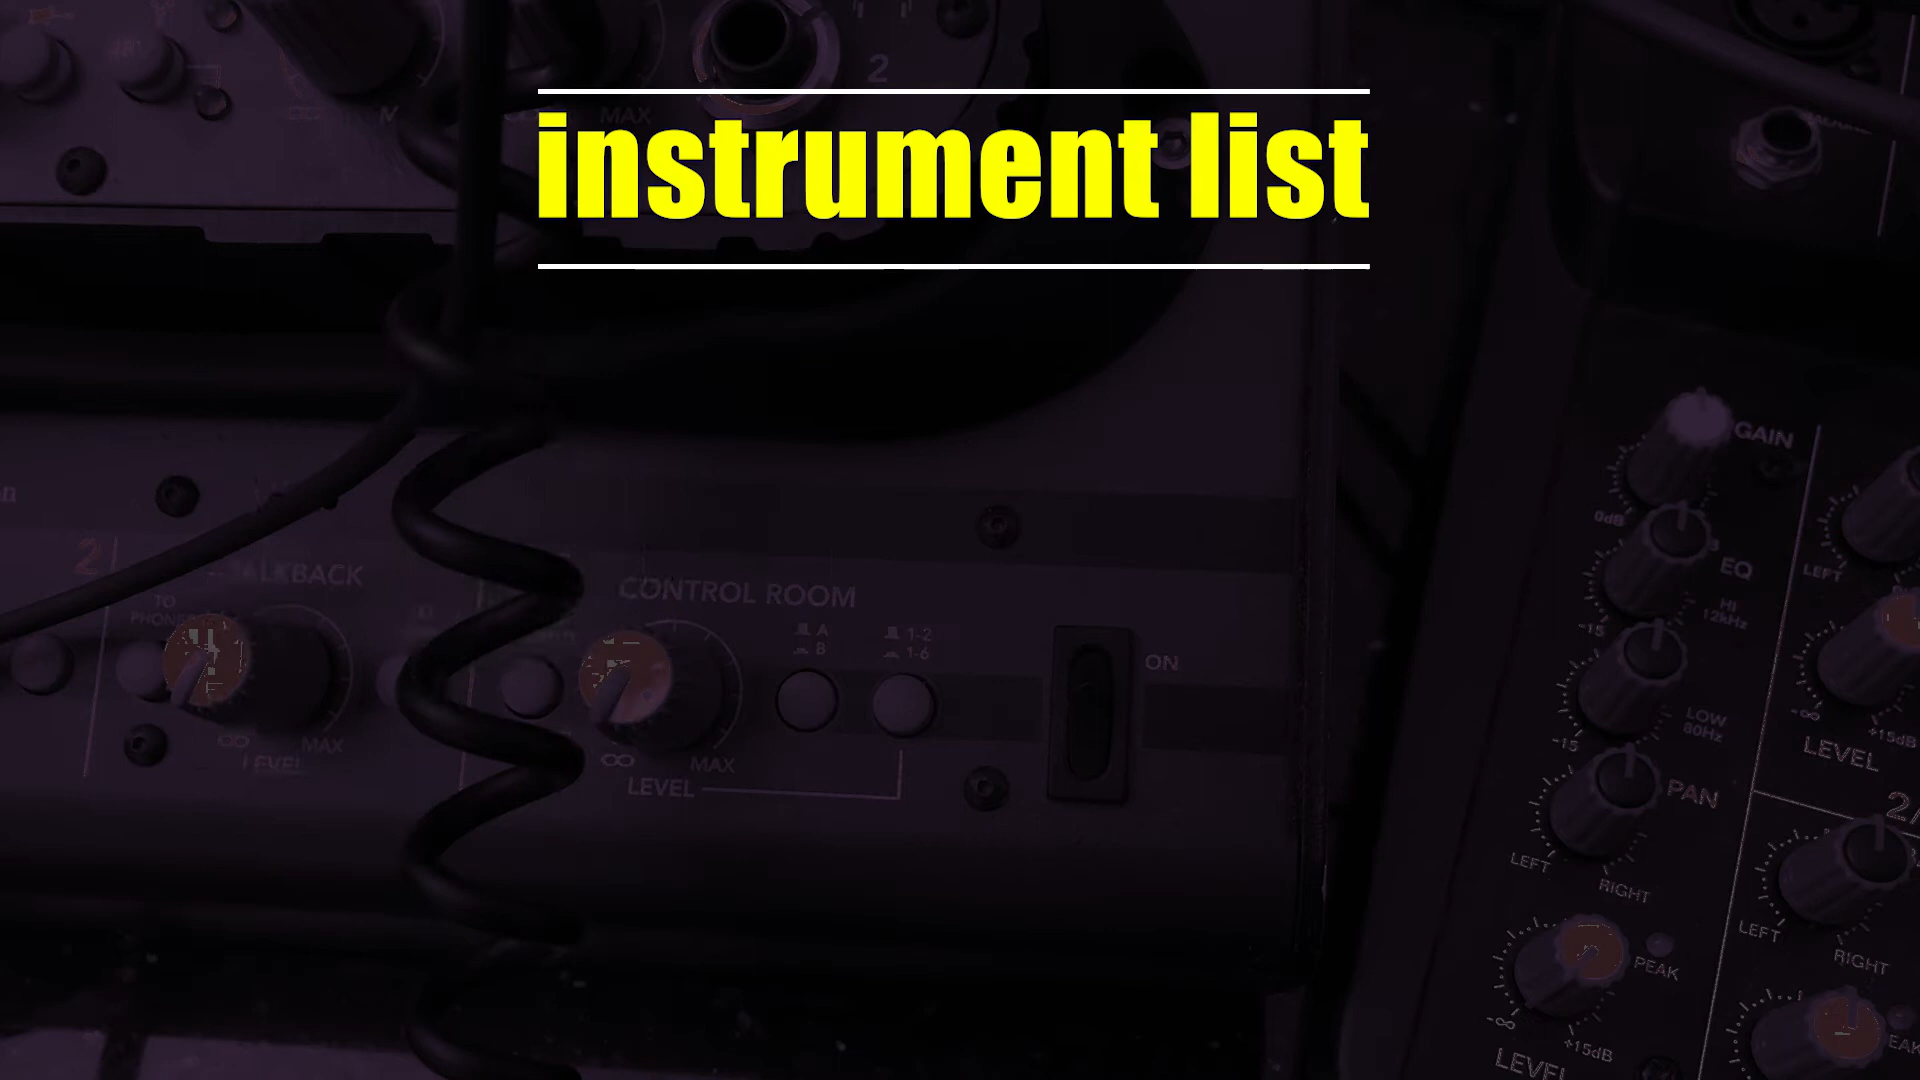 2
MAX
instrument list
GAIN
0dB
EQ
HI
12kHz
-15
LEFT
2
TALKBACK
TO
CONTROL ROOM
A 1-2
B 1-6
ON
-15
LOW
80Hz
-∞
+15dB
LEVEL
∞ MAX
LEVEL
∞ MAX
LEVEL
PAN
LEFT
RIGHT
LEFT
RIGHT
PEAK
-∞
+15dB
LEVEL